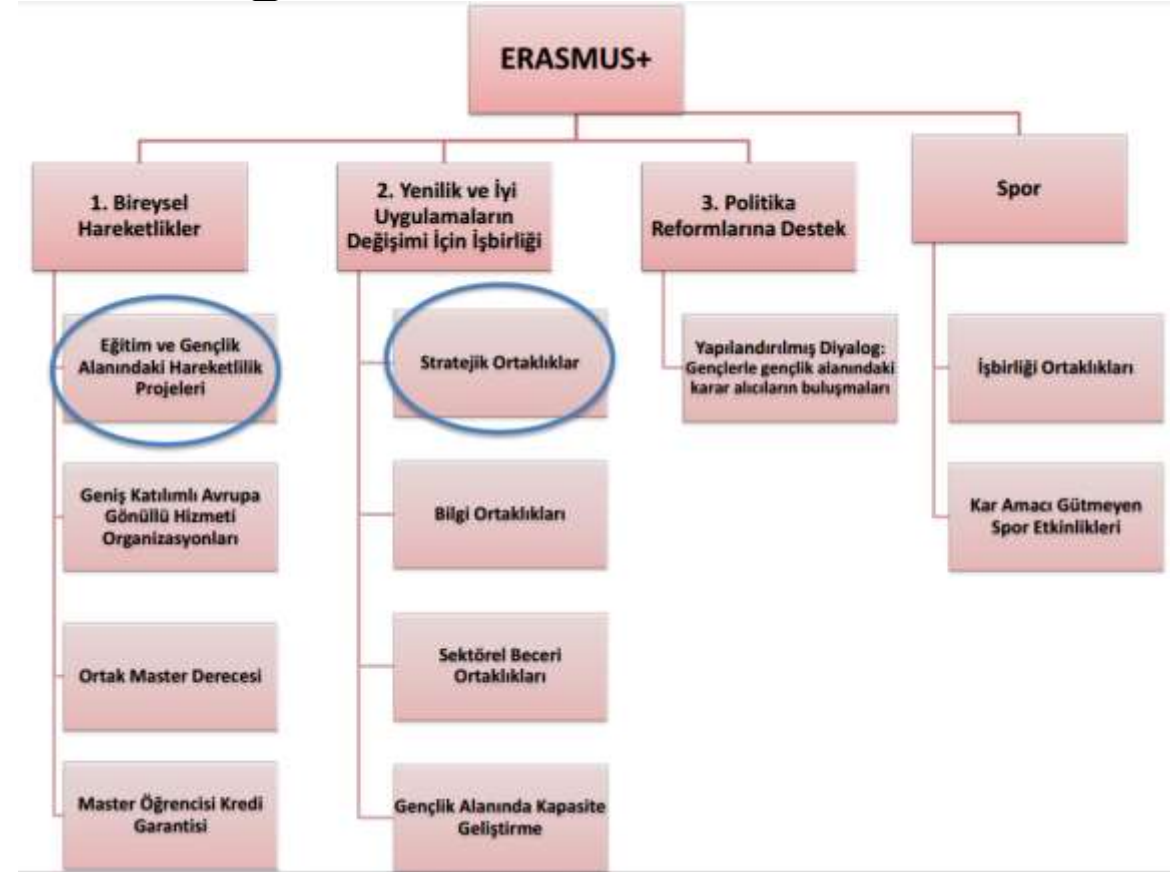 ERASMUS+
1. Bireysel
Hareketlikler
Eğitim ve Gençlik
Alanındaki Hareketlilik
Projeleri
Geniş Katılımlı Avrupa
Gönüllü Hizmeti
Organizasyonları
Ortak Master Derecesi
Master Öğrencisi Kredi
Garantisi
2. Yenilik ve İyi
Uygulamaların
Değişimi İçin İşbirliği
Stratejik Ortaklıklar
Bilgi Ortaklıkları
Sektörel Beceri
Ortaklıkları
Gençlik Alanında Kapasite
Geliştirme
3. Politika
Reformlarına Destek
Yapılandırılmış Diyalog:
Gençlerle gençlik alanındaki
karar alıcıların buluşmaları
Spor
İşbirliği Ortaklıkları
Kar Amacı Gütmeyen
Spor Etkinlikleri